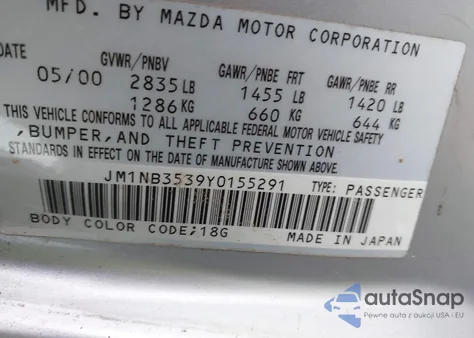 MFD. BY MAZDA MOTOR CORPORATION
DATE GVWR/PNBV GAWR/PNBE FRT GAWR/PNBE RR
05/00 2835LB 1455 LB 1420 LB
1286KG 660 KG 644 KG
THIS VEHICLE CONFORMS TO ALL APPLICABLE FEDERAL MOTOR VEHICLE SAFETY
,BUMPER,AND THEFT PREVENTION
STANDARDS IN EFFECT ON THE DATE OF MANUFACTURE SHOWN ABOVE.
JM1NB3539Y0155291 TYPE: PASSENGER
BODY COLOR CODE;18G MADE IN JAPAN
autoSnap
Pewne auta z aukcji USA i EU